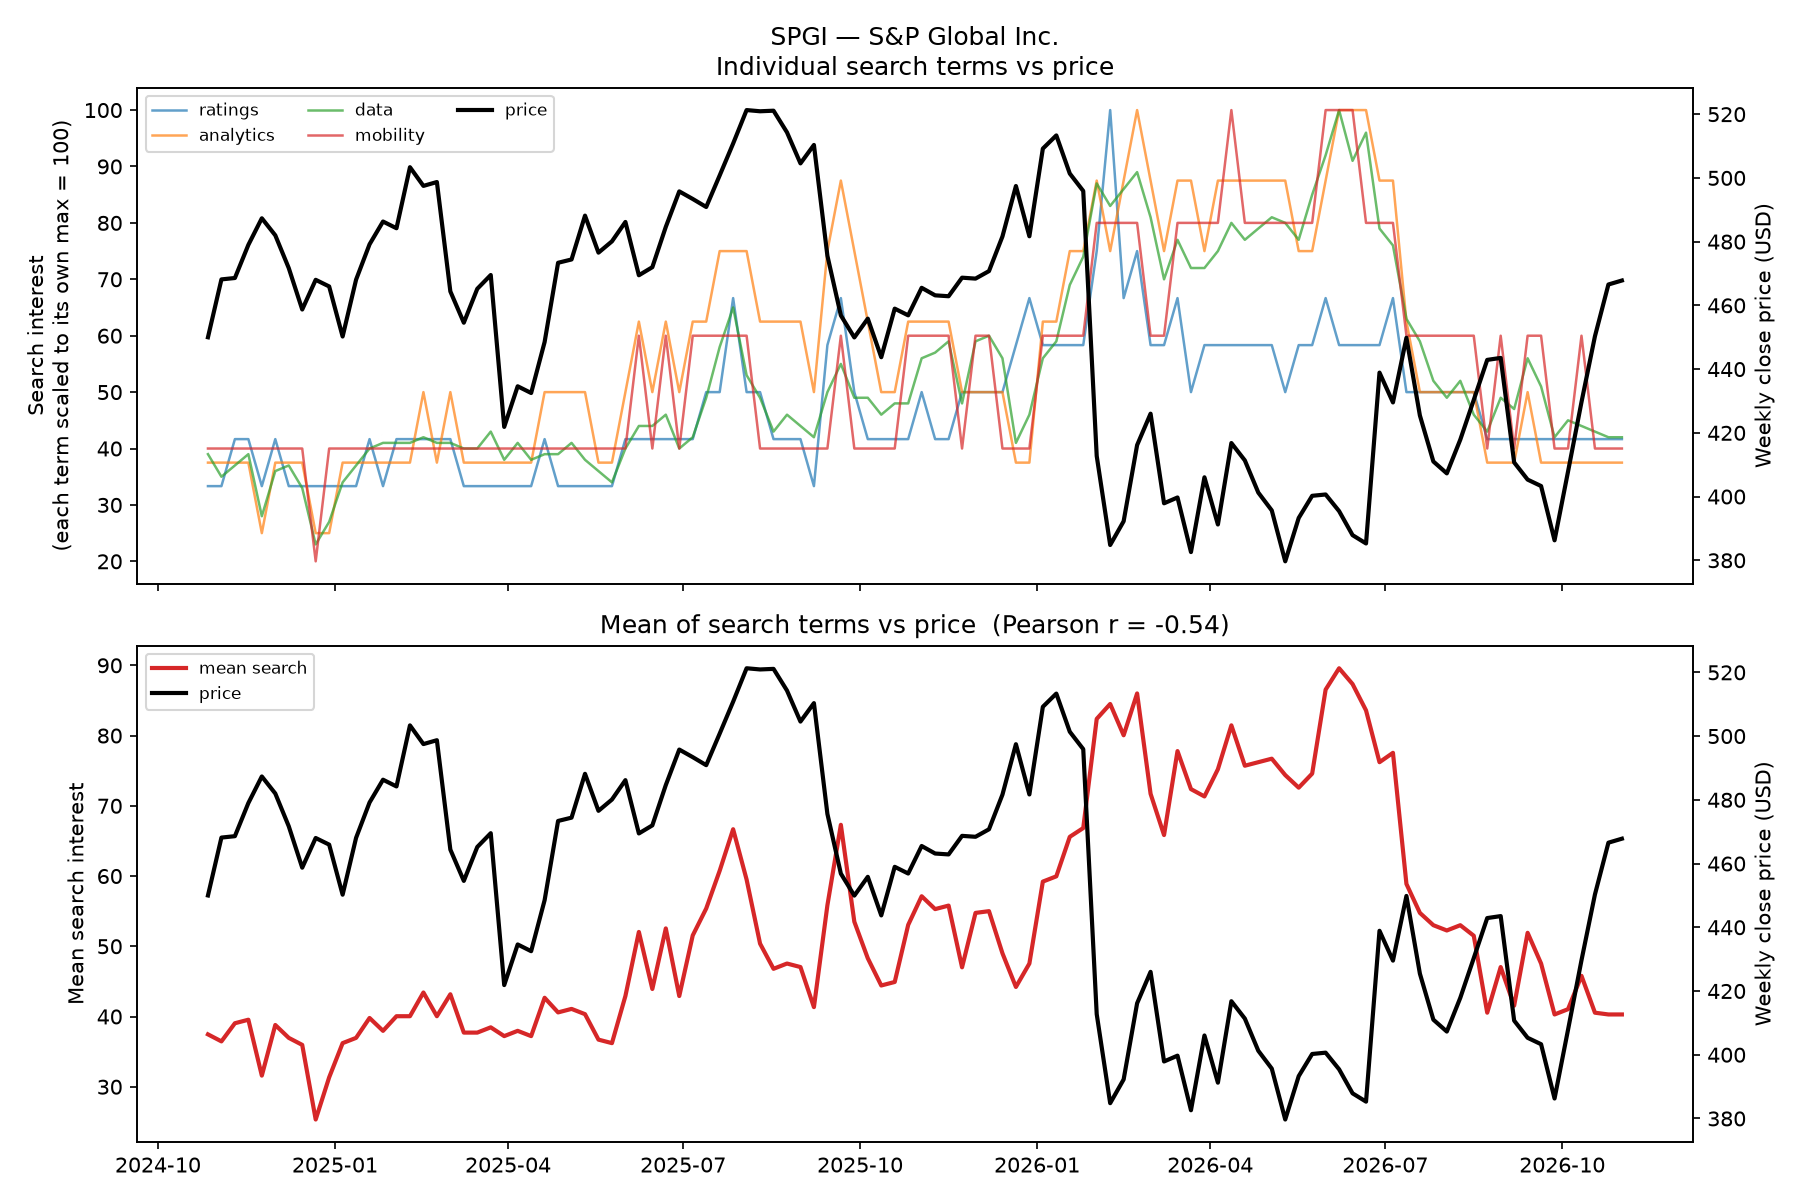 SPGI — S&P Global Inc.
Individual search terms vs price
ratings
analytics
data
mobility
price
Search interest
(each term scaled to its own max = 100)
100
90
80
70
60
50
40
30
20
520
500
480
460
440
420
400
380
Weekly close price (USD)
Mean of search terms vs price  (Pearson r = -0.54)
mean search
price
Mean search interest
90
80
70
60
50
40
30
520
500
480
460
440
420
400
380
Weekly close price (USD)
2024-10
2025-01
2025-04
2025-07
2025-10
2026-01
2026-04
2026-07
2026-10